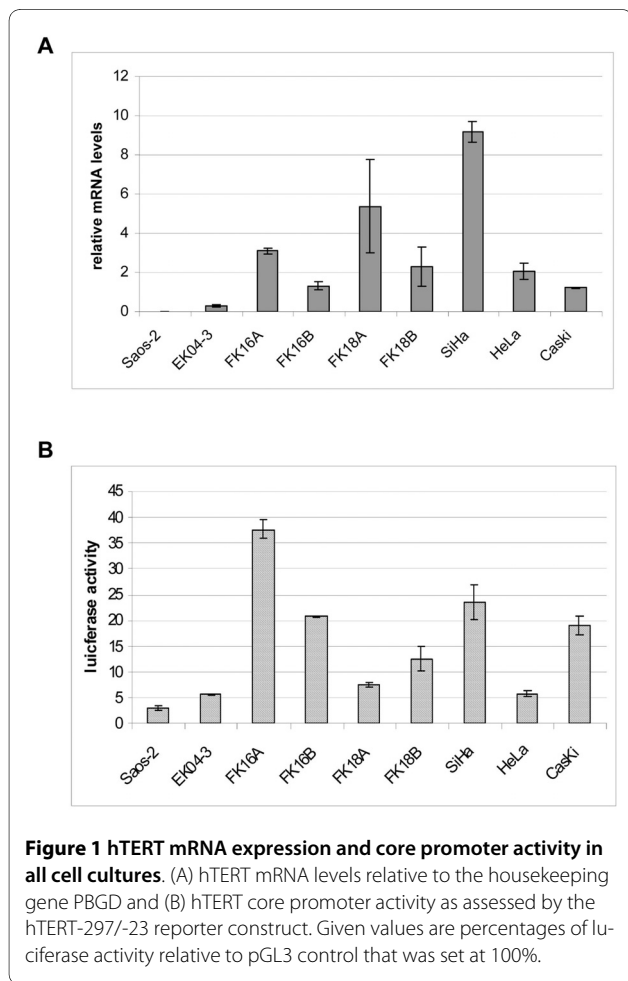 A
12
10
8
6
4
2
0
relative mRNA levels
Saos-2
EK04-3
FK16A
FK16B
FK18A
FK18B
SiHa
HeLa
Caski
B
45
40
35
30
25
20
15
10
5
0
luicferase activity
Saos-2
EK04-3
FK16A
FK16B
FK18A
FK18B
SiHa
HeLa
CasKi
Figure 1 hTERT mRNA expression and core promoter activity in
all cell cultures. (A) hTERT mRNA levels relative to the housekeeping
gene PBGD and (B) hTERT core promoter activity as assessed by the
hTERT-297/-23 reporter construct. Given values are percentages of lu-
ciferase activity relative to pGL3 control that was set at 100%.